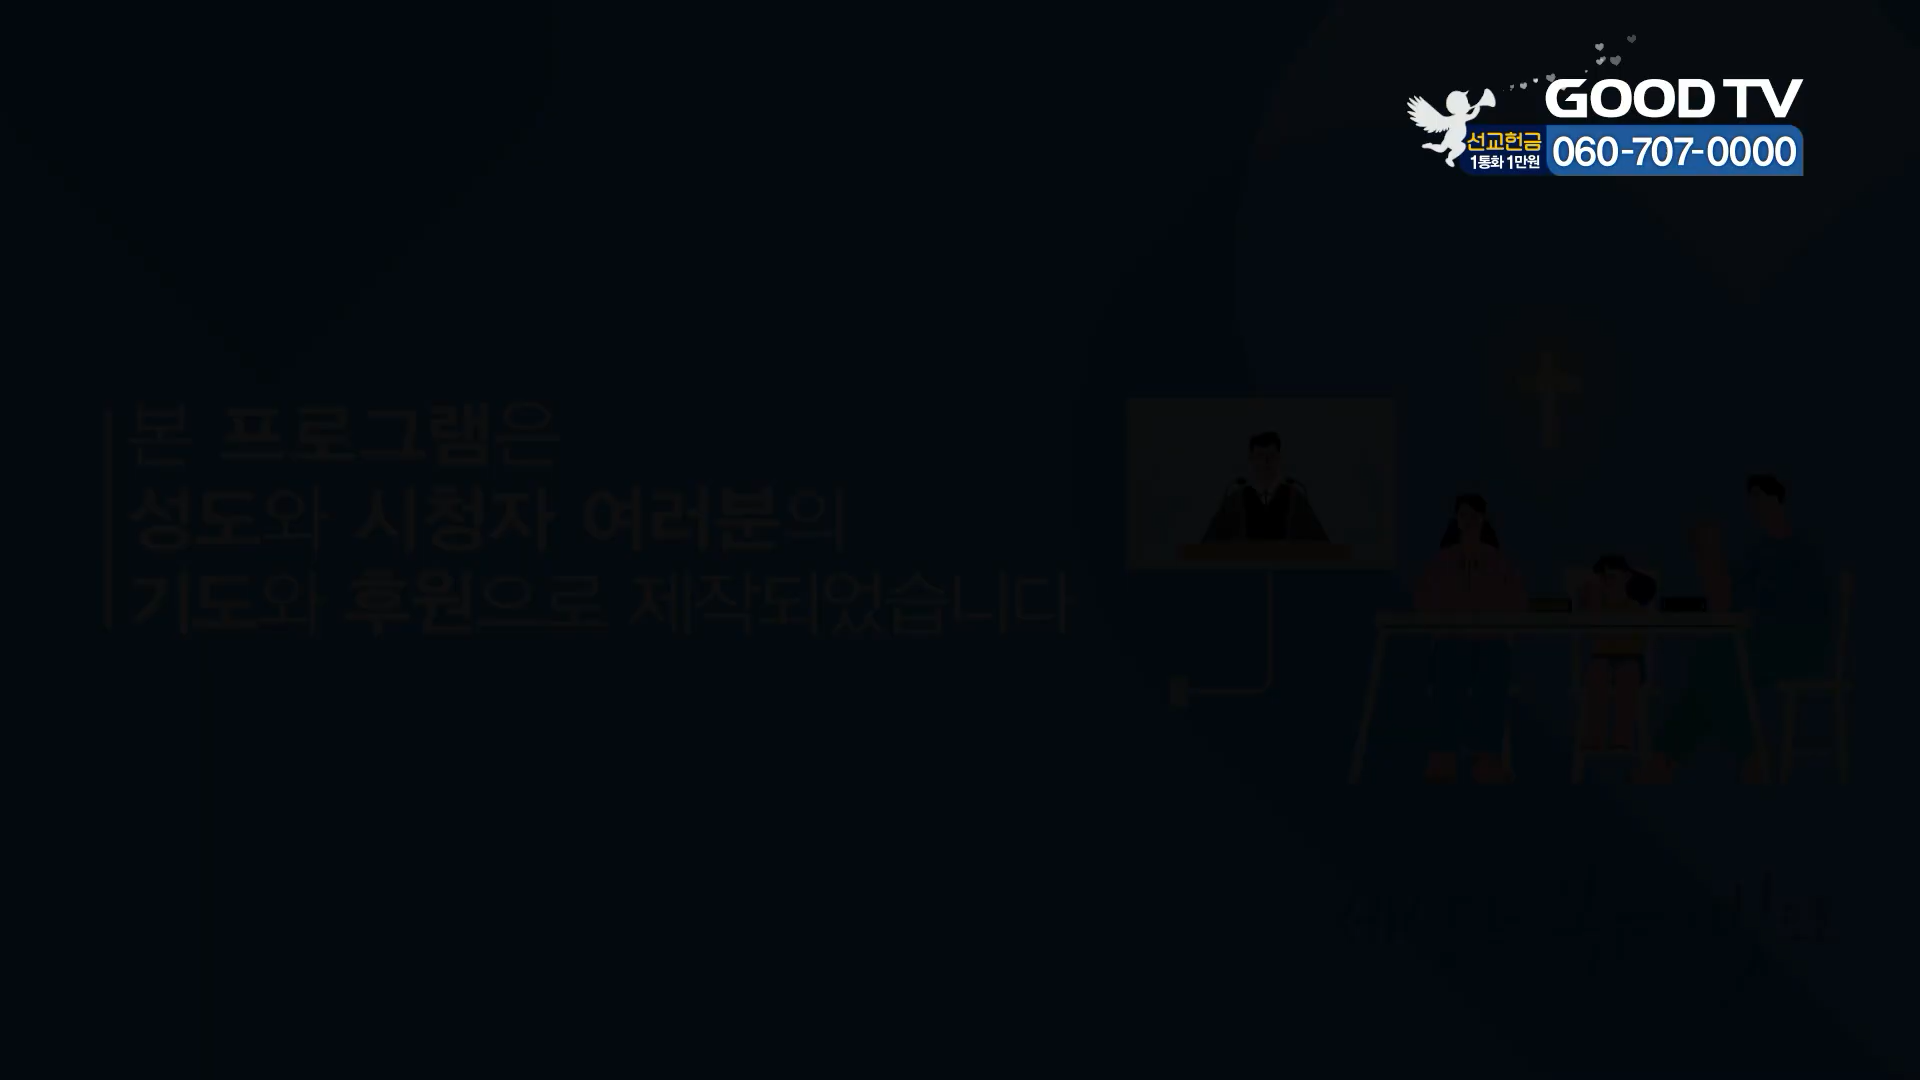 GOOD TV
선교헌금
1통화 1만원
060-707-0000
본 프로그램은
성도와 시청자 여러분의
기도와 후원으로 제작되었습니다